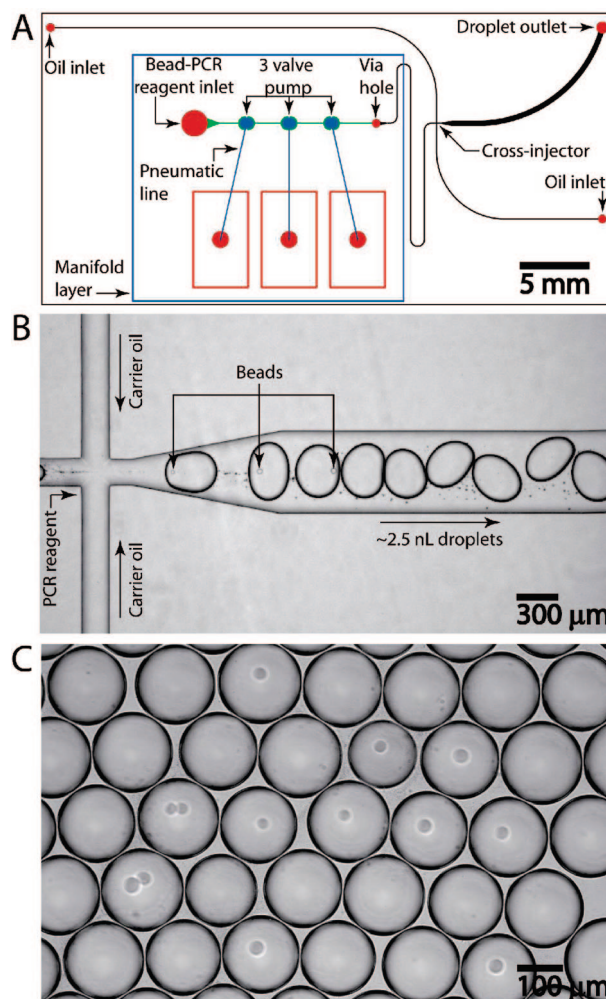 A
Oil inlet
Droplet outlet
Bead-PCR
reagent inlet
3 valve
pump
Via
hole
Cross-injector
Pneumatic
line
Oil inlet
Manifold
layer
5 mm
B
Carrier oil
Beads
PCR reagent
Carrier oil
~2.5 nL droplets
300 μm
C
100 μm